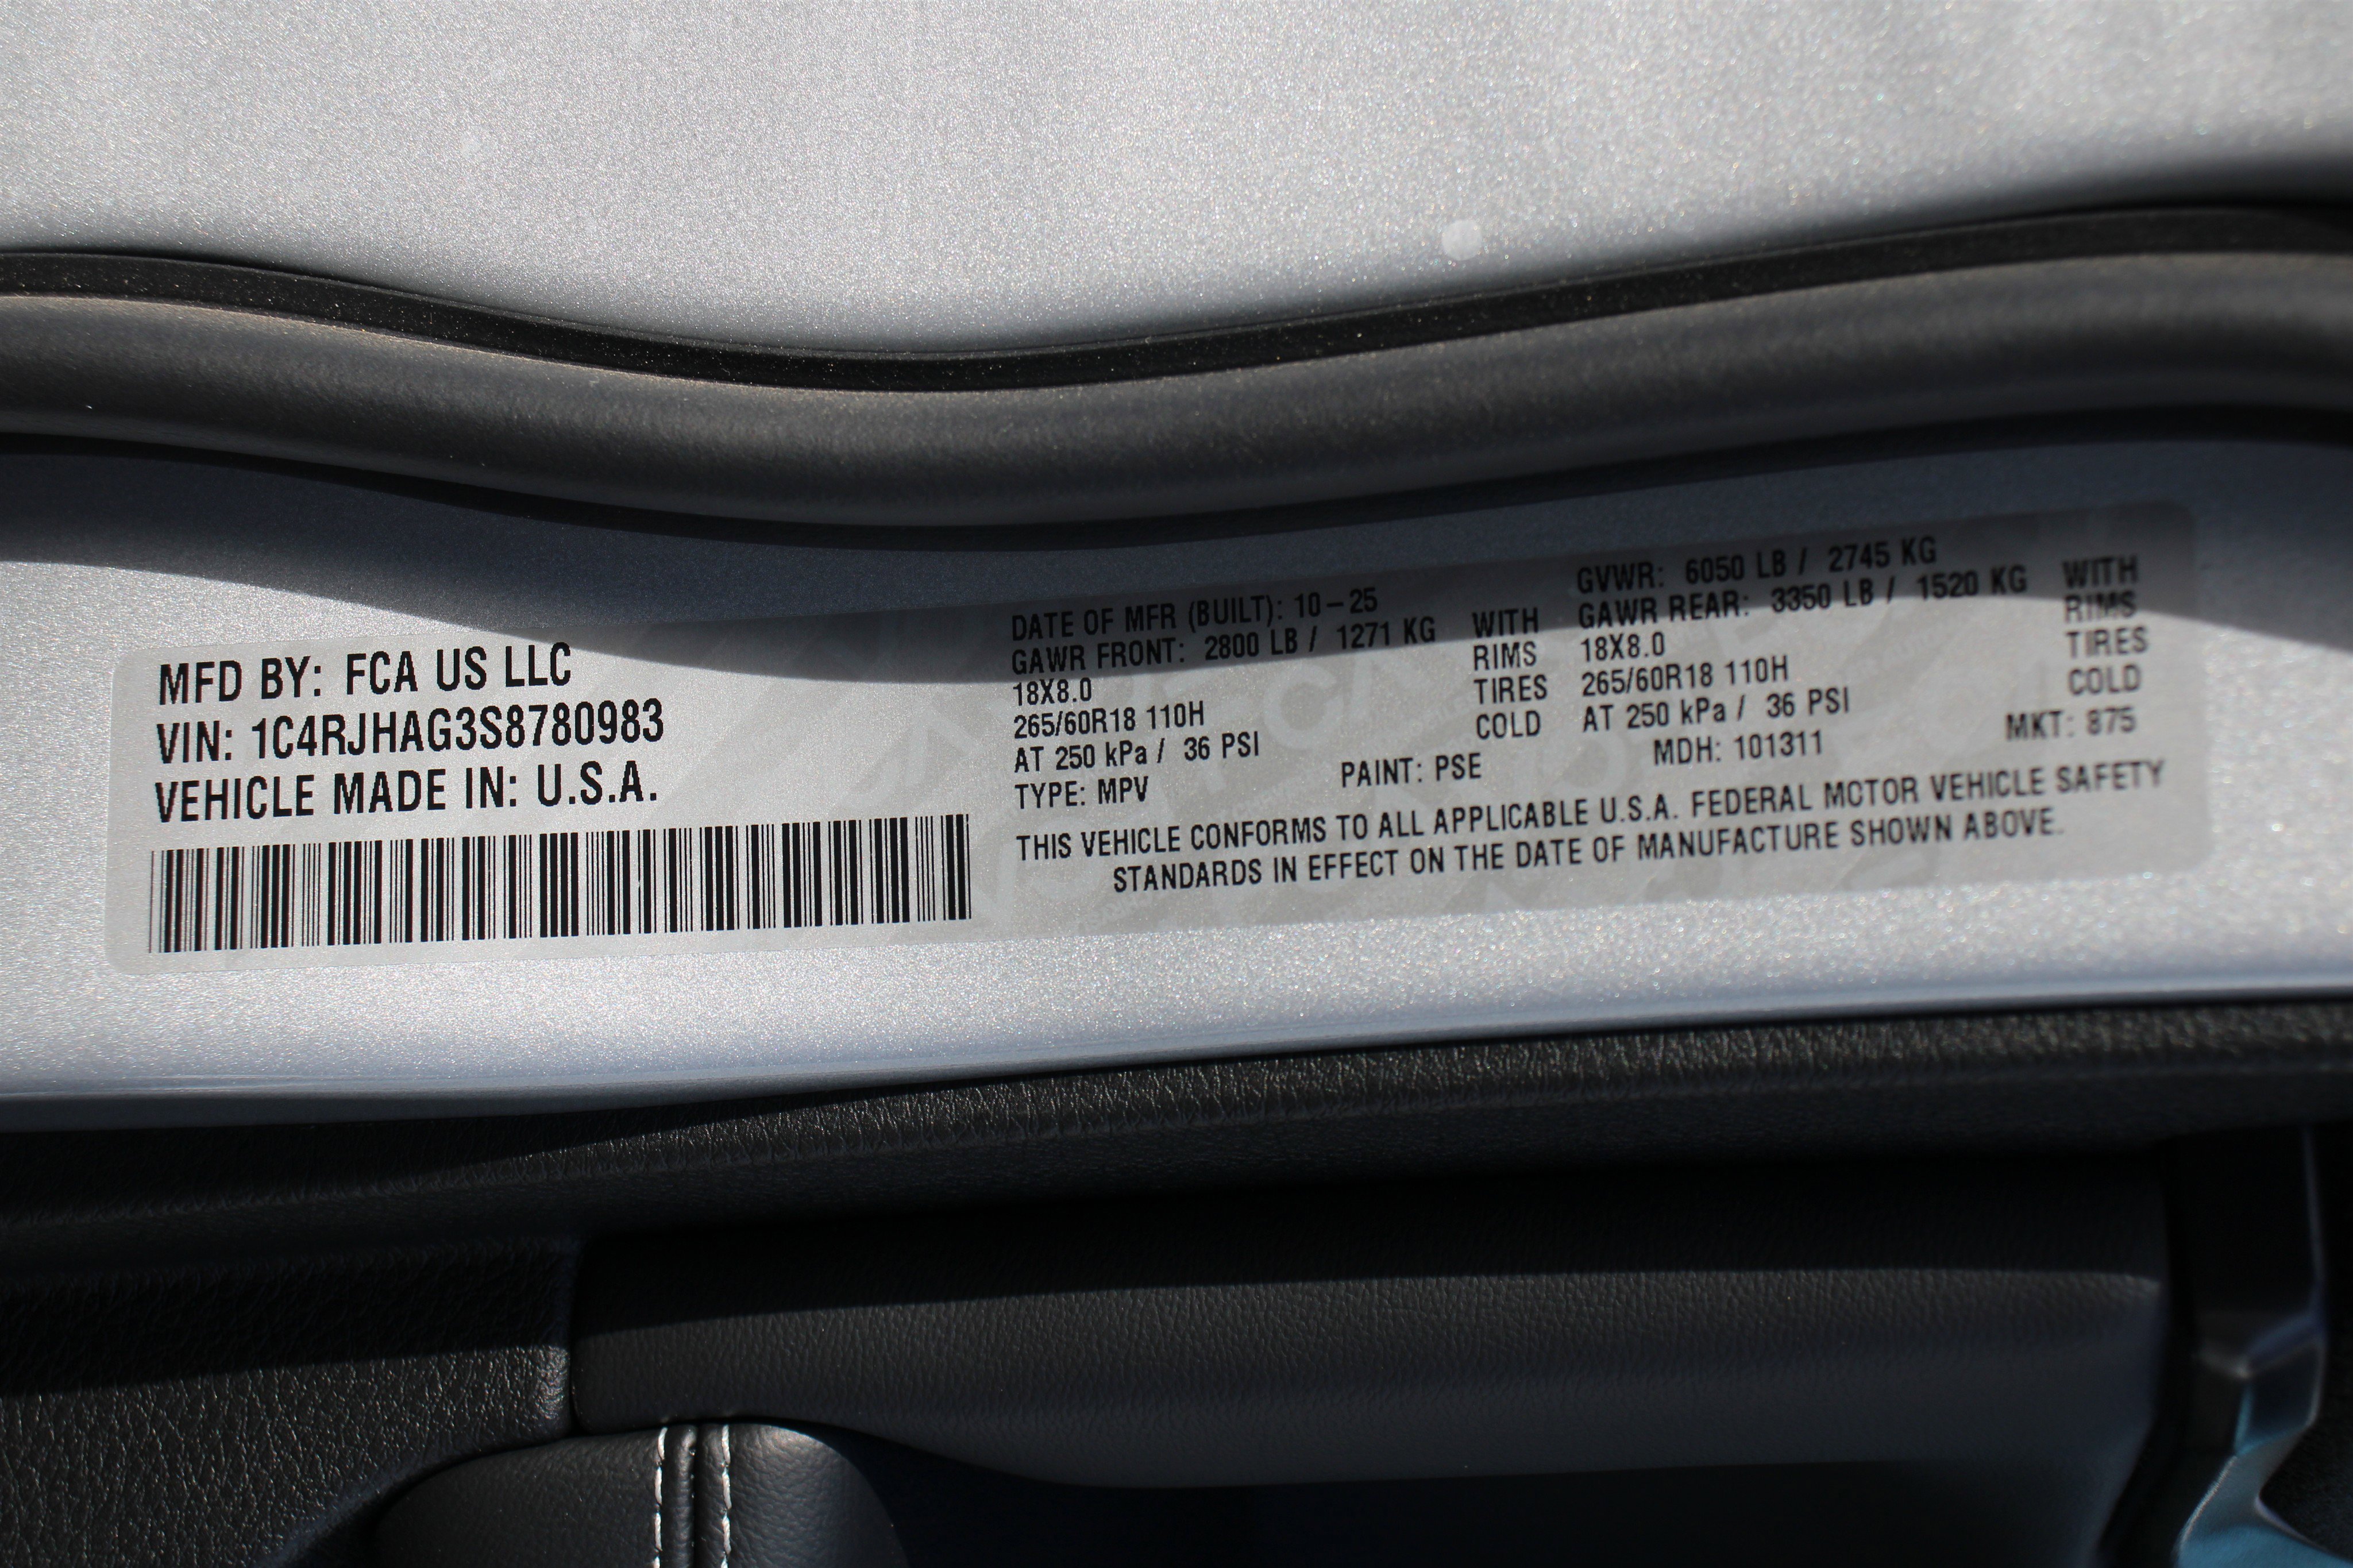 MFD BY: FCA US LLC
VIN: 1C4RJHAG3S8780983
VEHICLE MADE IN: U.S.A.
DATE OF MFR (BUILT): 10-25 GVWR: 6050 LB / 2745 KG
GAWR FRONT: 2800 LB / 1271 KG WITH GAWR REAR: 3350 LB / 1520 KG WITH
18X8.0 RIMS 18X8.0 RIMS
265/60R18 110H TIRES 265/60R18 110H TIRES
AT 250 kPa / 36 PSI COLD AT 250 kPa / 36 PSI COLD
TYPE: MPV PAINT: PSE MDH: 101311 MKT: 875
THIS VEHICLE CONFORMS TO ALL APPLICABLE U.S.A. FEDERAL MOTOR VEHICLE SAFETY
STANDARDS IN EFFECT ON THE DATE OF MANUFACTURE SHOWN ABOVE.